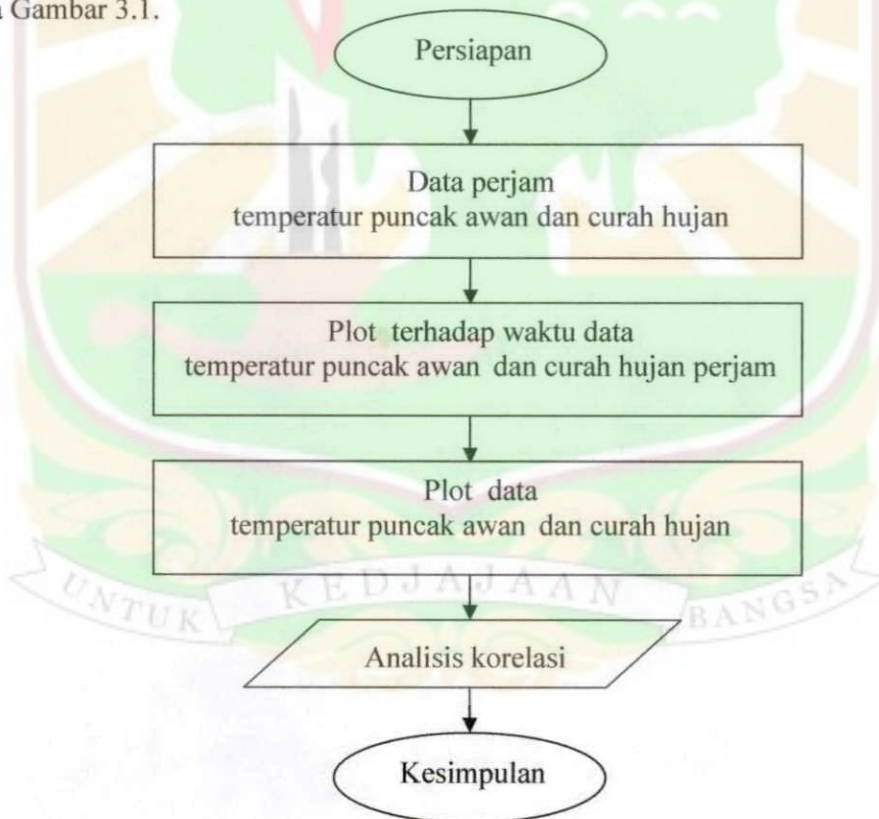 Gambar 3.1.
Persiapan
Data perjam
temperatur puncak awan dan curah hujan
Plot terhadap waktu data
temperatur puncak awan dan curah hujan perjam
Plot data
temperatur puncak awan dan curah hujan
UNTUK KEDJAJAAN BANGSA
Analisis korelasi
Kesimpulan